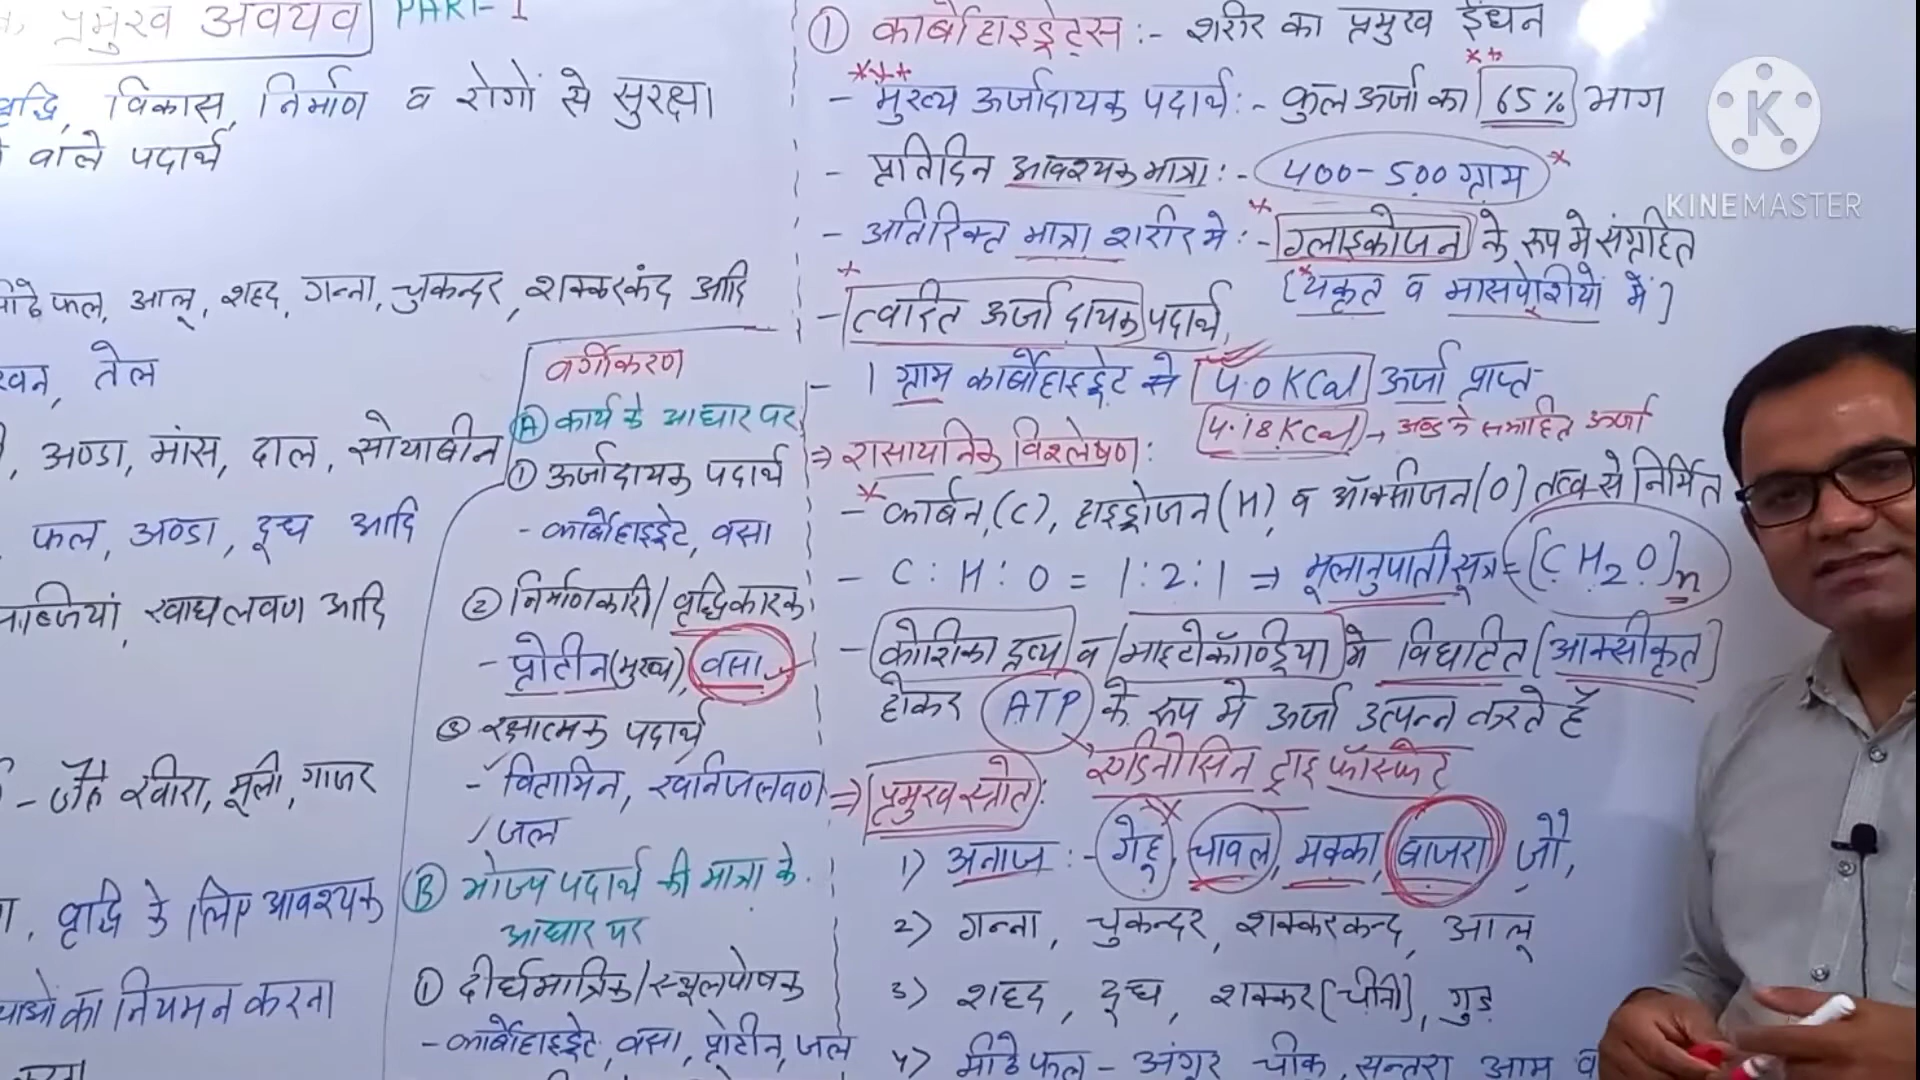 प्रमुख अवयव PART-1
वृद्धि, विकास, निर्माण व रोगों से सुरक्षा
वाले पदार्थ
फल, आलू, शहद, गन्ना, चुकन्दर, शक्करकंद आदि
तेल
अण्डा, मांस, दाल, सोयाबीन
फल, अण्डा, दूध आदि
खाद्यलवण आदि
- जैसे खीरा, मूली, गाजर
वृद्धि के लिए आवश्यक
का नियमन करना
वर्गीकरण
Ⓐ कार्य के आधार पर
① ऊर्जादायक पदार्थ
- कार्बोहाइड्रेट, वसा
② निर्माणकारी/वृद्धिकारक
- प्रोटीन(मुख्य), वसा
③ रक्षात्मक पदार्थ
- विटामिन, खनिजलवण
जल
Ⓑ भोज्य पदार्थ की मात्रा के
आधार पर
① दीर्घमात्रिक/स्थूलपोषक
- कार्बोहाइड्रेट, वसा, प्रोटीन, जल
① कार्बोहाइड्रेट्स :- शरीर का प्रमुख ईंधन
- मुख्य ऊर्जादायक पदार्थ :- कुल ऊर्जा का 65% भाग
- प्रतिदिन आवश्यक मात्रा :- 400-500 ग्राम
- अतिरिक्त मात्रा शरीर मे :- ग्लाइकोजन के रूप मे संग्रहित
[यकृत व मासपेशियों में]
- त्वरित ऊर्जा दायक पदार्थ,
- 1 ग्राम कार्बोहाइड्रेट से 4.0 KCal ऊर्जा प्राप्त
4.18 KCal → समाहित ऊर्जा
⇒ रासायनिक विश्लेषण :
- कार्बन,(C), हाइड्रोजन(H), व ऑक्सीजन(O) तत्व से निर्मित
- C : H : O = 1:2:1 ⇒ मूलानुपाती सूत्र - [CH₂O]n
- कोशिका द्रव्य व माइटोकॉण्ड्रिया मे विघटित [आक्सीकृत]
होकर ATP के रूप मे ऊर्जा उत्पन्न करते हैं
एडीनोसिन ट्राइ फॉस्फेट
⇒ प्रमुख स्त्रोत :
1) अनाज :- गेहू, चावल, मक्का, बाजरा, जौ,
2) गन्ना, चुकन्दर, शक्करकन्द, आलू
3) शहद, दूध, शक्कर(चीनी), गुड
4) मीठे फल - अंगूर चीकू, सन्तरा आम
K
KINEMASTER